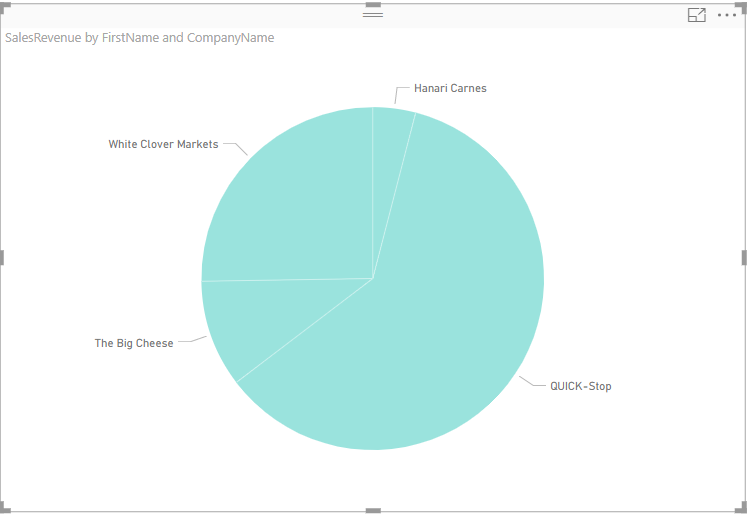 SalesRevenue by FirstName and CompanyName
Hanari Carnes
White Clover Markets
The Big Cheese
QUICK-Stop